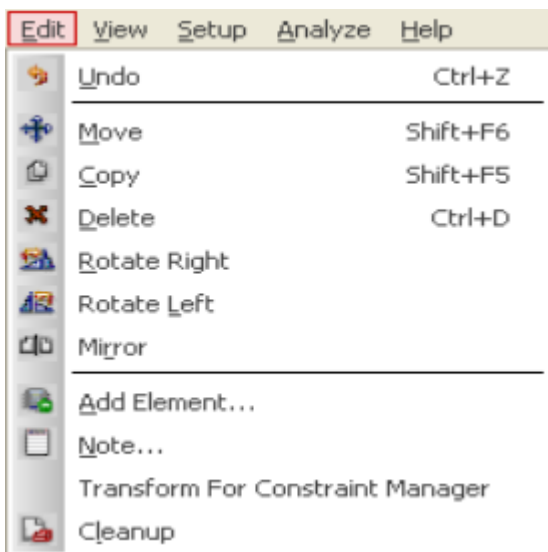 Edit View Setup Analyze Help
Undo Ctrl+Z
Move Shift+F6
Copy Shift+F5
Delete Ctrl+D
Rotate Right
Rotate Left
Mirror
Add Element...
Note...
Transform For Constraint Manager
Cleanup